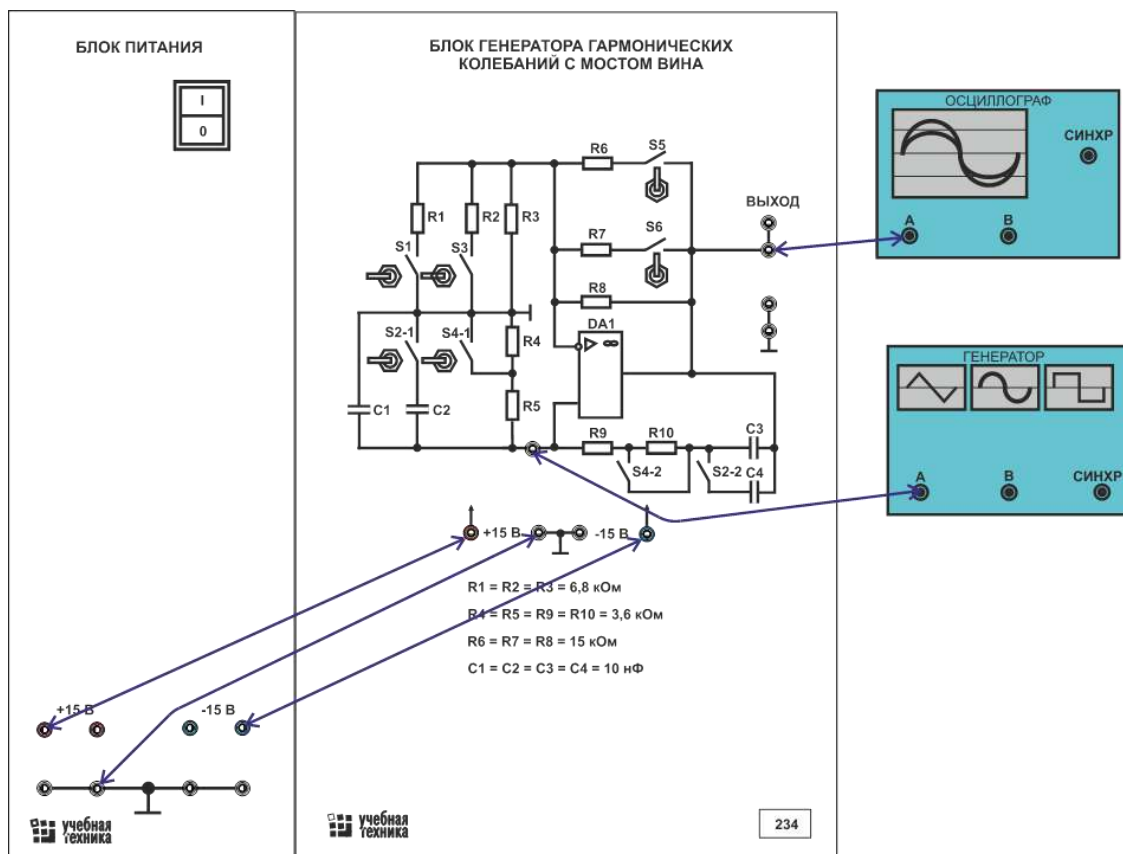 БЛОК ПИТАНИЯ
I
0
+15 В
-15 В
учебная
техника
БЛОК ГЕНЕРАТОРА ГАРМОНИЧЕСКИХ
КОЛЕБАНИЙ С МОСТОМ ВИНА
R6
S5
R1
R2
R3
ВЫХОД
S1
S3
R7
S6
R8
S2-1
S4-1
R4
DA1
▷ ∞
C1
C2
R5
R9
R10
C3
S4-2
S2-2
C4
+15 В
-15 В
R1 = R2 = R3 = 6,8 кОм
R4 = R5 = R9 = R10 = 3,6 кОм
R6 = R7 = R8 = 15 кОм
C1 = C2 = C3 = C4 = 10 нФ
учебная
техника
234
ОСЦИЛЛОГРАФ
СИНХР
A
B
ГЕНЕРАТОР
A
B
СИНХР